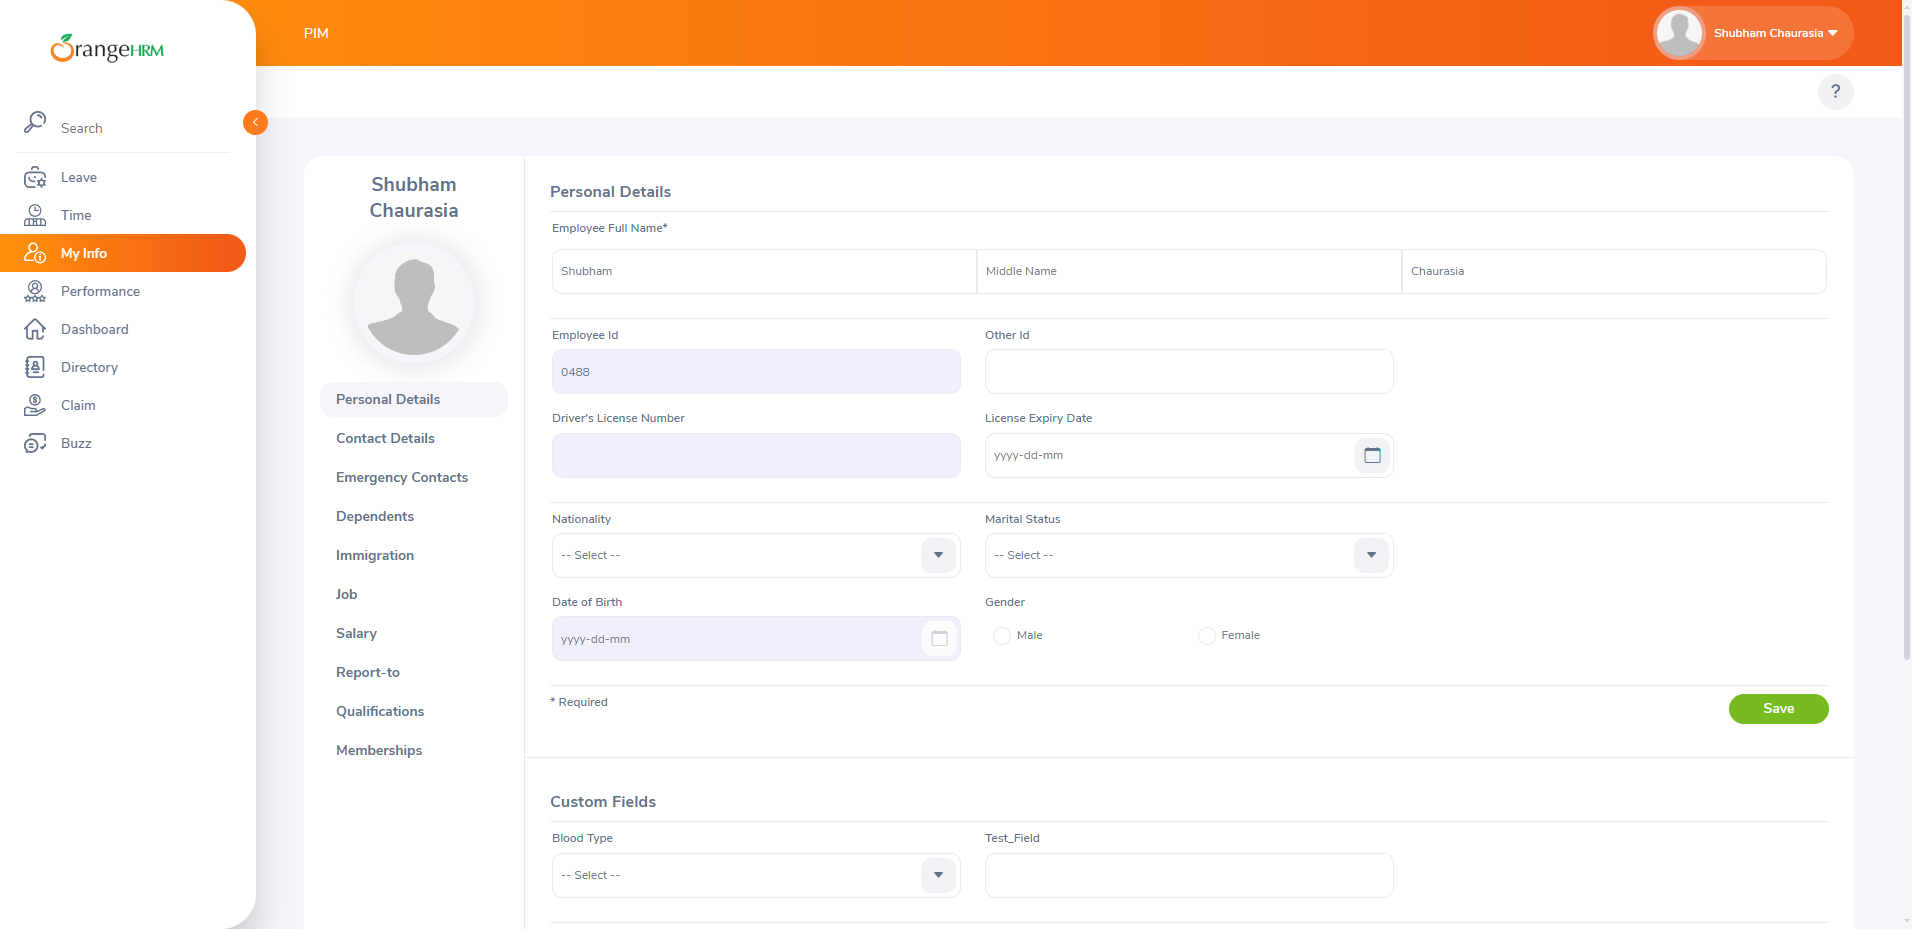 OrangeHRM
PIM
Shubham Chaurasia
?
Search
Leave
Time
My Info
Performance
Dashboard
Directory
Claim
Buzz
Shubham
Chaurasia
Personal Details
Contact Details
Emergency Contacts
Dependents
Immigration
Job
Salary
Report-to
Qualifications
Memberships
Personal Details
Employee Full Name*
Shubham Middle Name Chaurasia
Employee Id Other Id
0488
Driver's License Number License Expiry Date
yyyy-dd-mm
Nationality Marital Status
-- Select -- -- Select --
Date of Birth Gender
yyyy-dd-mm Male Female
* Required Save
Custom Fields
Blood Type Test_Field
-- Select --